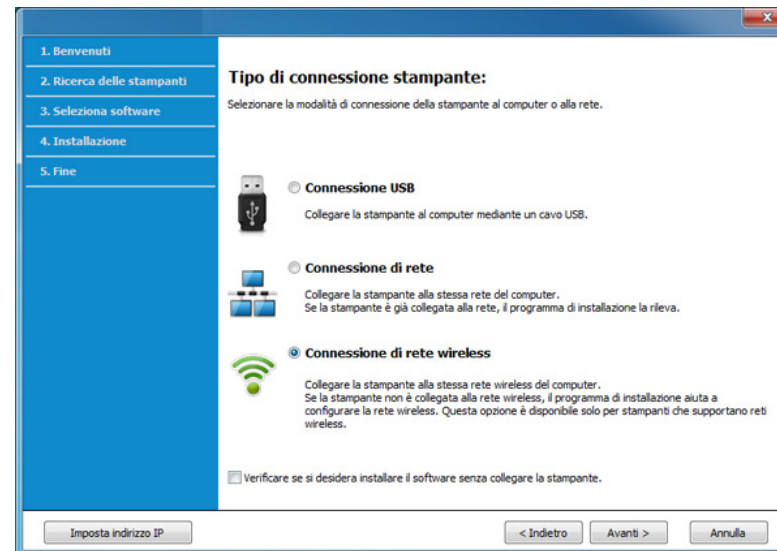 1. Benvenuti
2. Ricerca delle stampanti
3. Seleziona software
4. Installazione
5. Fine
Tipo di connessione stampante:
Selezionare la modalità di connessione della stampante al computer o alla rete.
Connessione USB
Collegare la stampante al computer mediante un cavo USB.
Connessione di rete
Collegare la stampante alla stessa rete del computer.
Se la stampante è già collegata alla rete, il programma di installazione la rileva.
Connessione di rete wireless
Collegare la stampante alla stessa rete wireless del computer.
Se la stampante non è collegata alla rete wireless, il programma di installazione aiuta a
configurare la rete wireless. Questa opzione è disponibile solo per stampanti che supportano reti
wireless.
Verificare se si desidera installare il software senza collegare la stampante.
Imposta indirizzo IP
< Indietro
Avanti >
Annulla